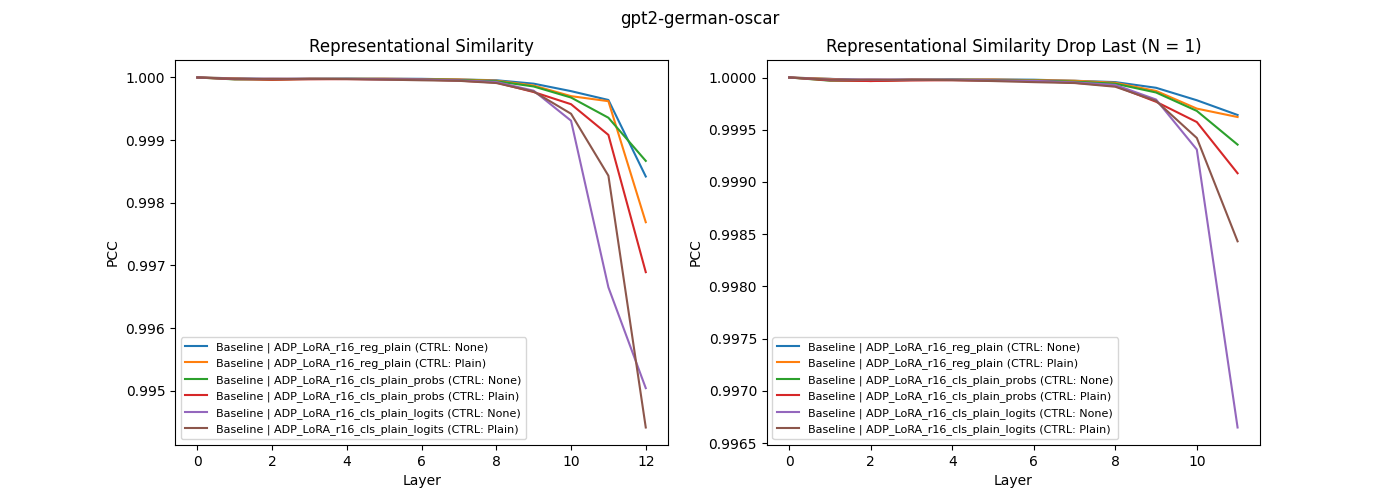 gpt2-german-oscar
Representational Similarity
PCC
1.000
0.999
0.998
0.997
0.996
0.995
Baseline | ADP_LoRA_r16_reg_plain (CTRL: None)
Baseline | ADP_LoRA_r16_reg_plain (CTRL: Plain)
Baseline | ADP_LoRA_r16_cls_plain_probs (CTRL: None)
Baseline | ADP_LoRA_r16_cls_plain_probs (CTRL: Plain)
Baseline | ADP_LoRA_r16_cls_plain_logits (CTRL: None)
Baseline | ADP_LoRA_r16_cls_plain_logits (CTRL: Plain)
0 2 4 6 8 10 12
Layer
Representational Similarity Drop Last (N = 1)
PCC
1.0000
0.9995
0.9990
0.9985
0.9980
0.9975
0.9970
0.9965
Baseline | ADP_LoRA_r16_reg_plain (CTRL: None)
Baseline | ADP_LoRA_r16_reg_plain (CTRL: Plain)
Baseline | ADP_LoRA_r16_cls_plain_probs (CTRL: None)
Baseline | ADP_LoRA_r16_cls_plain_probs (CTRL: Plain)
Baseline | ADP_LoRA_r16_cls_plain_logits (CTRL: None)
Baseline | ADP_LoRA_r16_cls_plain_logits (CTRL: Plain)
0 2 4 6 8 10
Layer